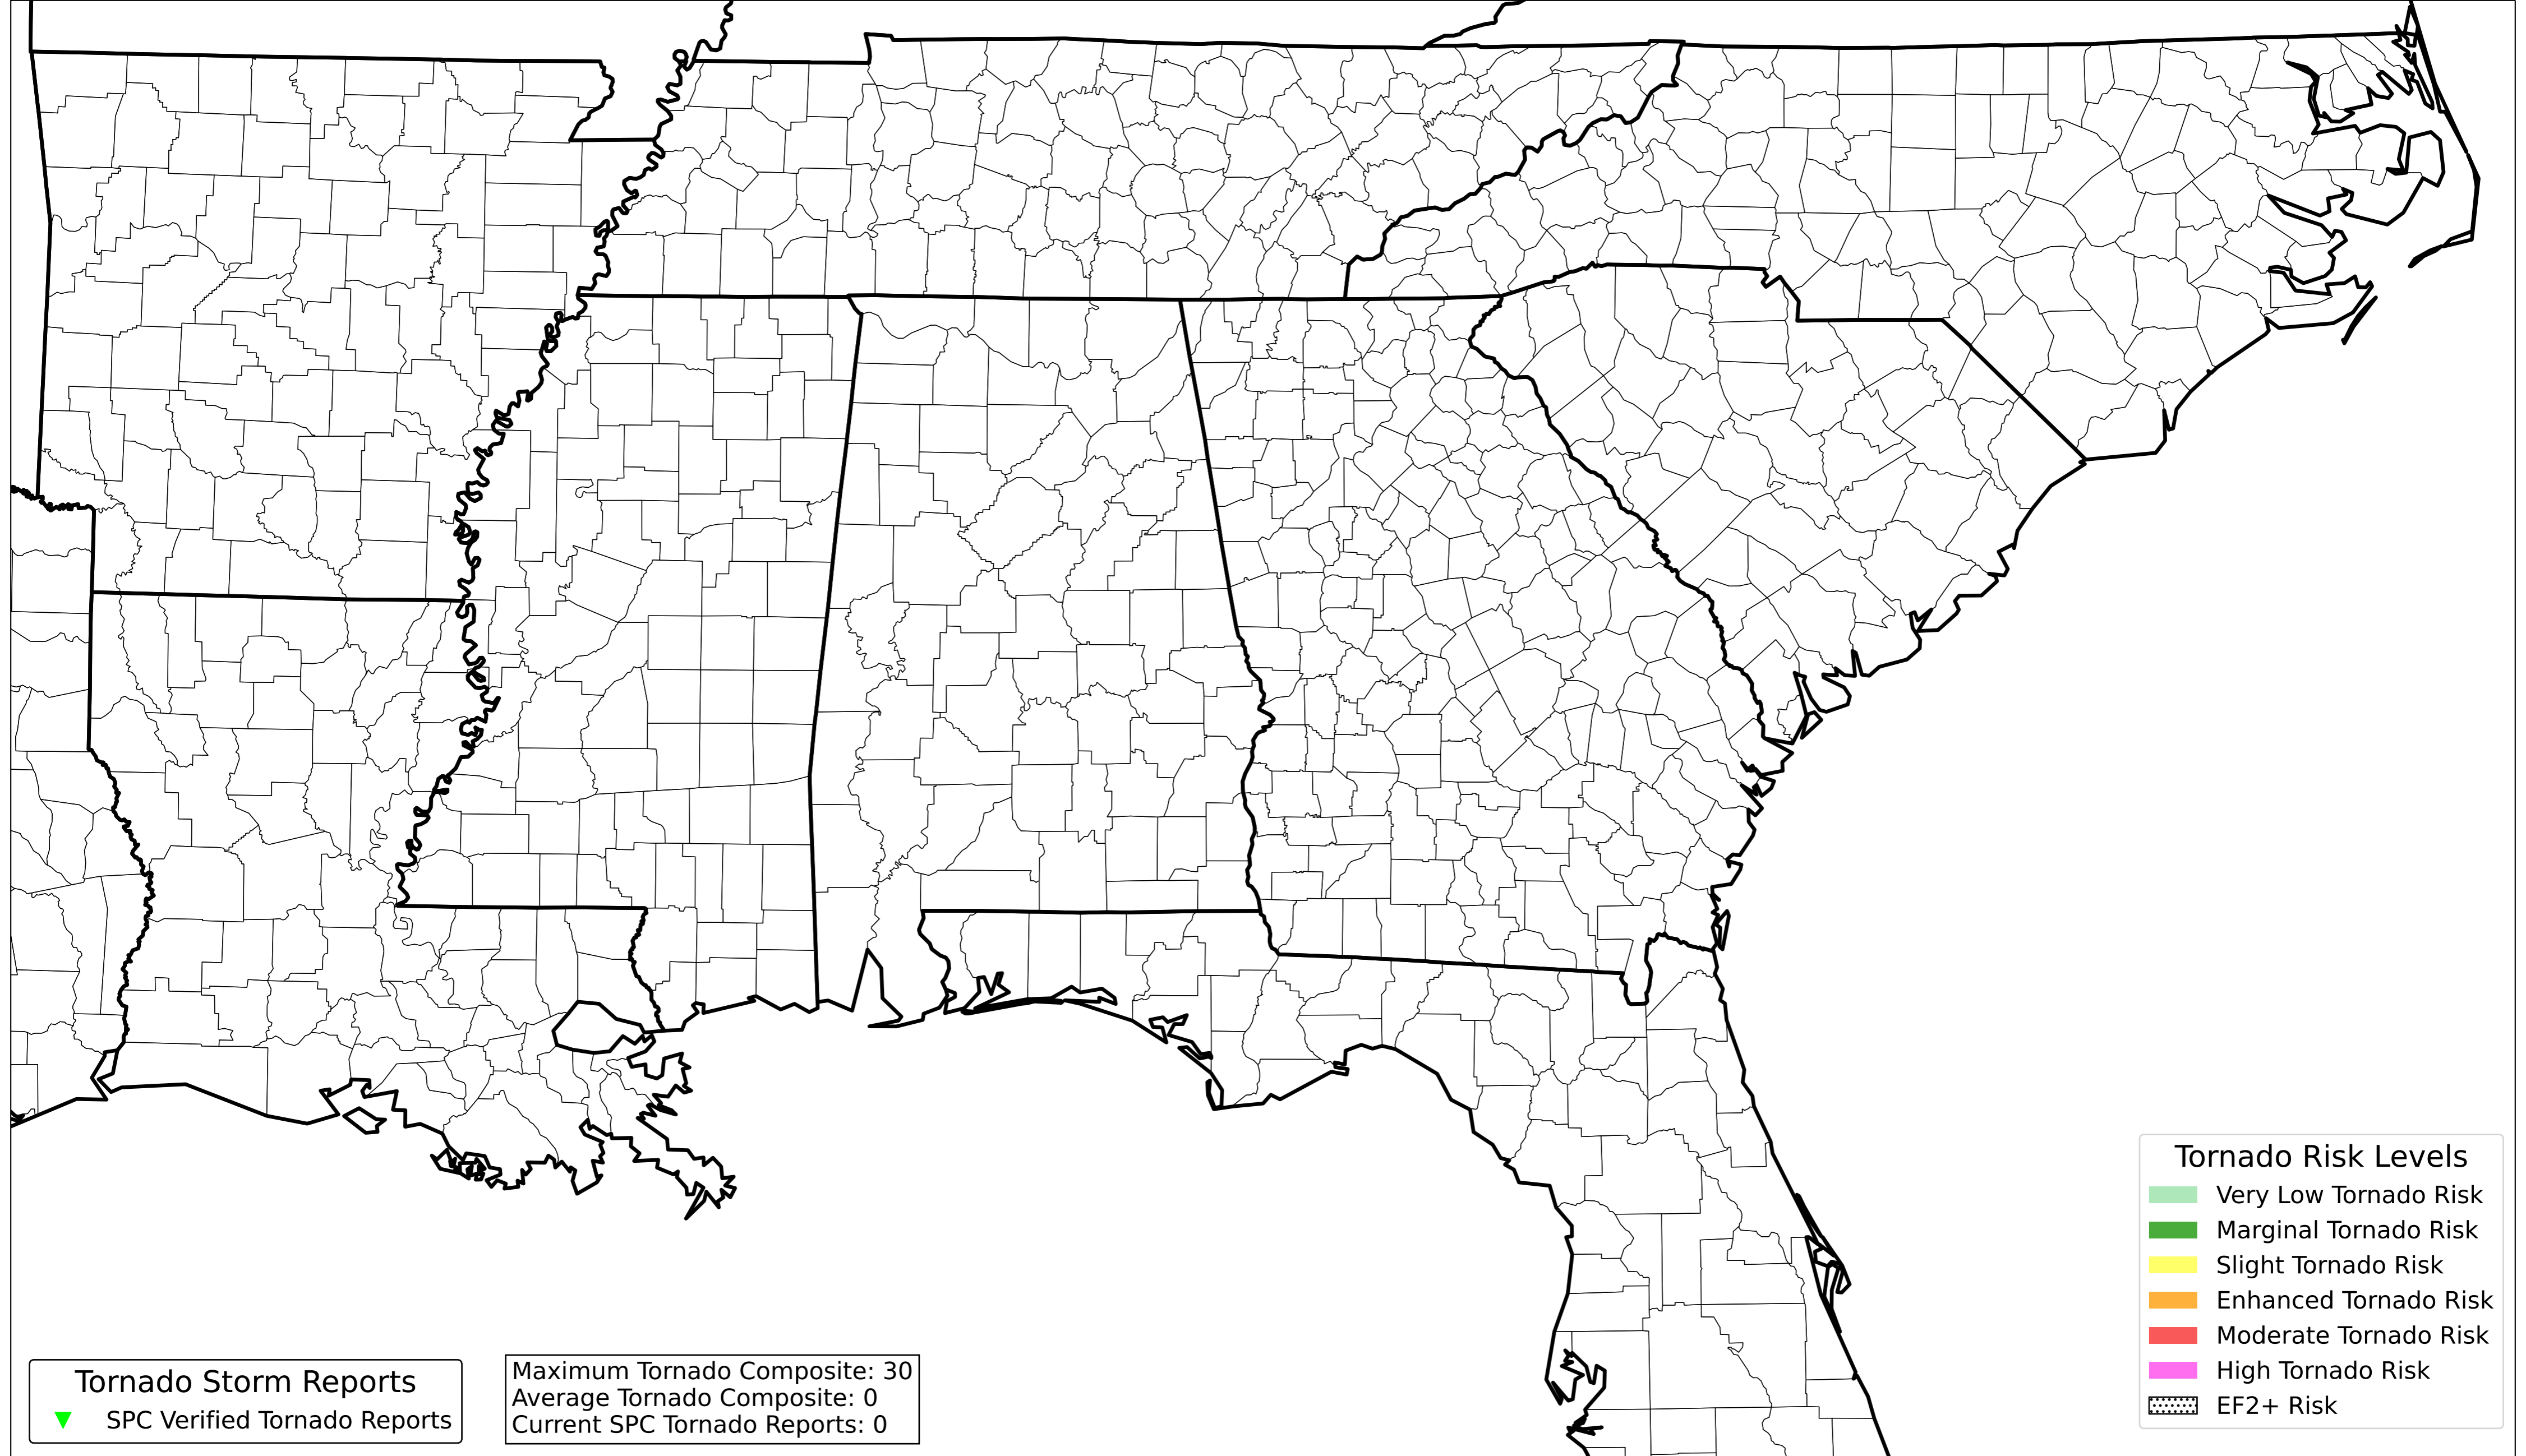 Tornado Risk Levels
Very Low Tornado Risk
Marginal Tornado Risk
Slight Tornado Risk
Enhanced Tornado Risk
Moderate Tornado Risk
High Tornado Risk
EF2+ Risk
Tornado Storm Reports
SPC Verified Tornado Reports
Maximum Tornado Composite: 30
Average Tornado Composite: 0
Current SPC Tornado Reports: 0